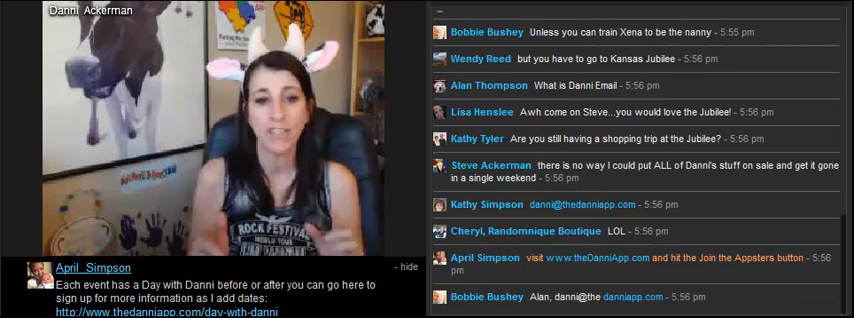 Danni Ackerman
ROCK FESTIVAL
WORLD TOUR
April Simpson
- hide
Each event has a Day with Danni before or after you can go here to
sign up for more information as I add dates:
http://www.thedanniapp.com/day-with-danni
Bobbie Bushey Unless you can train Xena to be the nanny - 5:55 pm
Wendy Reed but you have to go to Kansas Jubilee - 5:56 pm
Alan Thompson What is Danni Email - 5:56 pm
Lisa Henslee Awh come on Steve...you would love the Jubilee! - 5:56 pm
Kathy Tyler Are you still having a shopping trip at the Jubilee? - 5:56 pm
Steve Ackerman there is no way I could put ALL of Danni's stuff on sale and get it gone
in a single weekend - 5:56 pm
Kathy Simpson danni@thedanniapp.com - 5:56 pm
Cheryl, Randomnique Boutique LOL - 5:56 pm
April Simpson visit www.theDanniApp.com and hit the Join the Appsters button - 5:56
pm
Bobbie Bushey Alan, danni@the danniapp.com - 5:56 pm